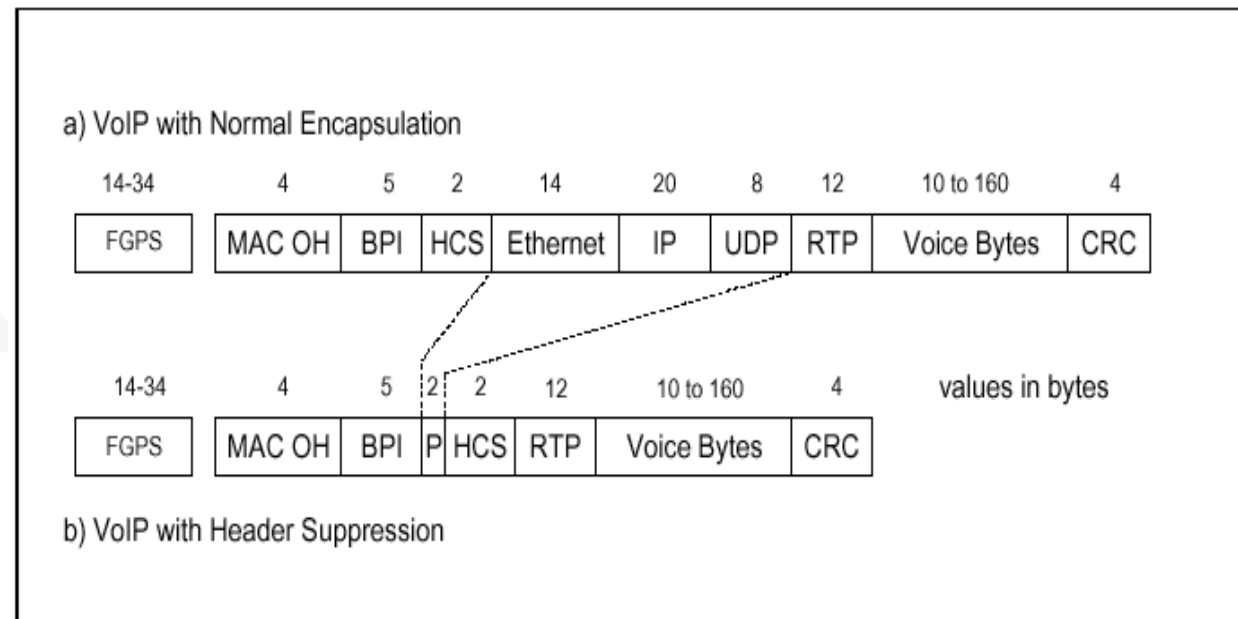 a) VoIP with Normal Encapsulation
14-34 4 5 2 14 20 8 12 10 to 160 4
FGPS MAC OH BPI HCS Ethernet IP UDP RTP Voice Bytes CRC
14-34 4 5 2 2 12 10 to 160 4 values in bytes
FGPS MAC OH BPI P HCS RTP Voice Bytes CRC
b) VoIP with Header Suppression